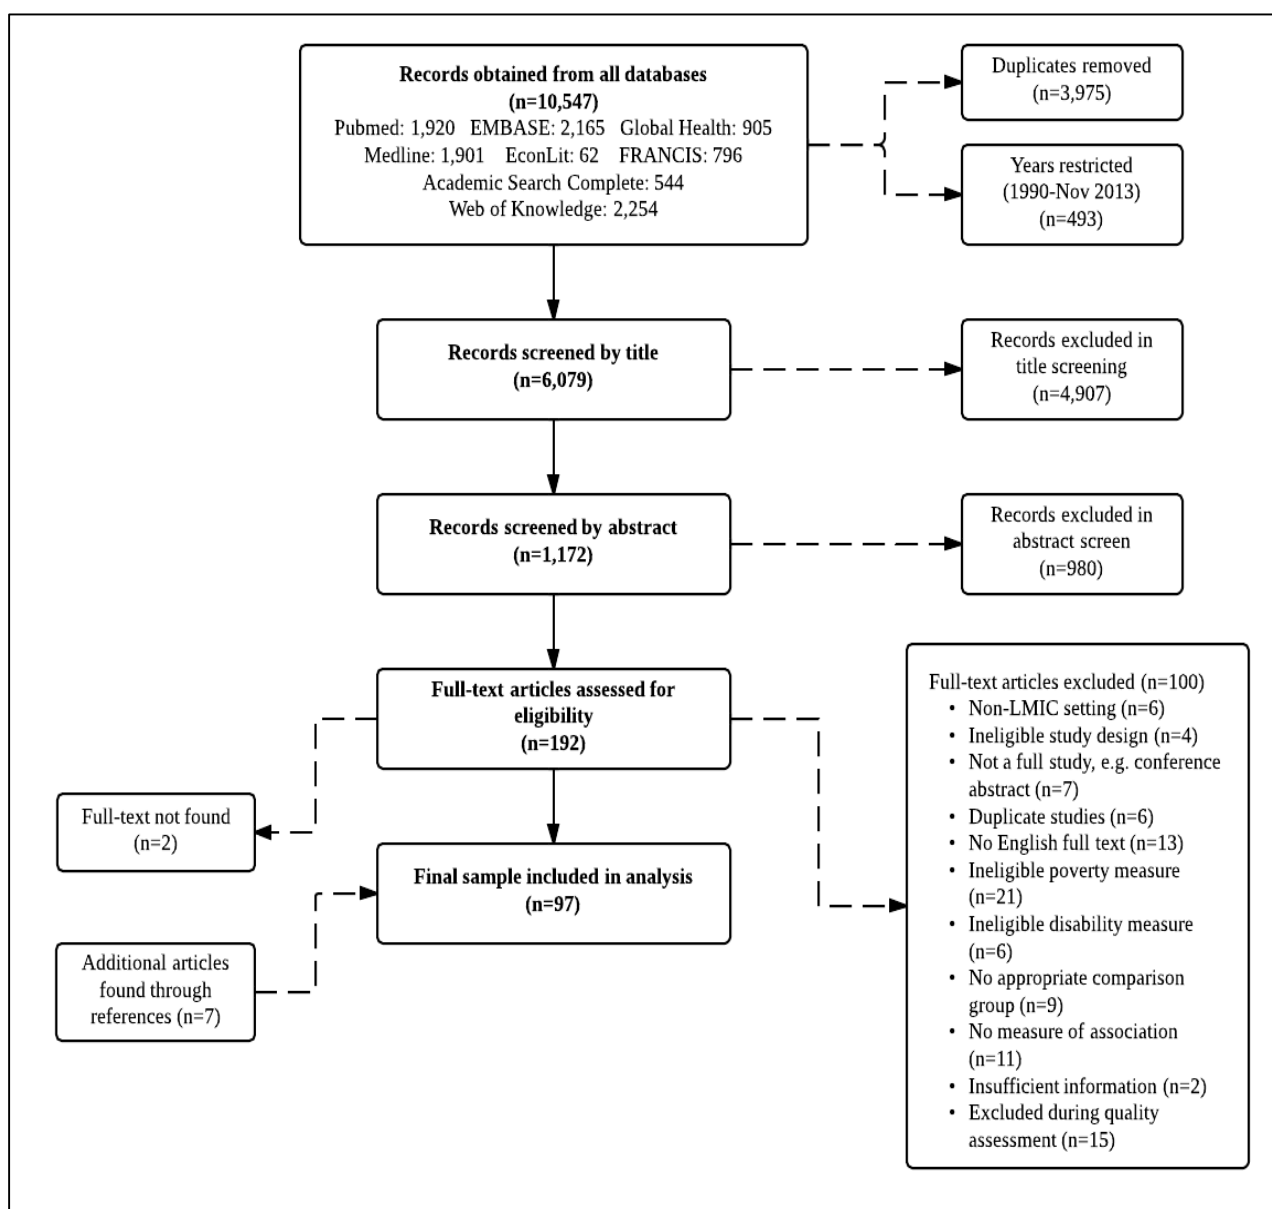 Records obtained from all databases
(n=10,547)
Pubmed: 1,920 EMBASE: 2,165 Global Health: 905
Medline: 1,901 EconLit: 62 FRANCIS: 796
Academic Search Complete: 544
Web of Knowledge: 2,254
Duplicates removed
(n=3,975)
Years restricted
(1990-Nov 2013)
(n=493)
Records screened by title
(n=6,079)
Records excluded in
title screening
(n=4,907)
Records screened by abstract
(n=1,172)
Records excluded in
abstract screen
(n=980)
Full-text articles assessed for
eligibility
(n=192)
Full-text not found
(n=2)
Additional articles
found through
references (n=7)
Final sample included in analysis
(n=97)
Full-text articles excluded (n=100)
• Non-LMIC setting (n=6)
• Ineligible study design (n=4)
• Not a full study, e.g. conference
abstract (n=7)
• Duplicate studies (n=6)
• No English full text (n=13)
• Ineligible poverty measure
(n=21)
• Ineligible disability measure
(n=6)
• No appropriate comparison
group (n=9)
• No measure of association
(n=11)
• Insufficient information (n=2)
• Excluded during quality
assessment (n=15)